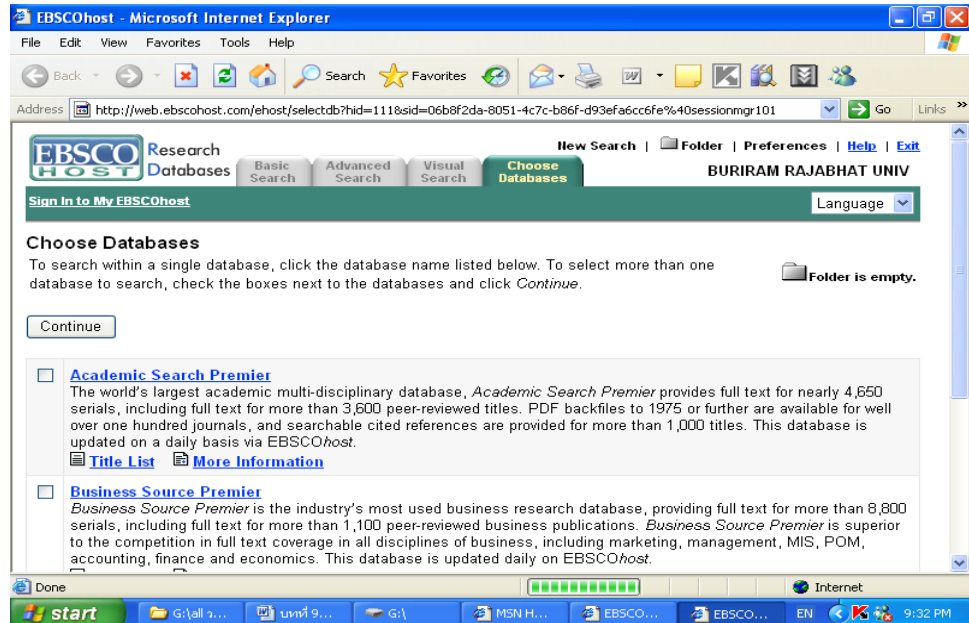 EBSCOhost - Microsoft Internet Explorer
File Edit View Favorites Tools Help
Back Search Favorites
Address http://web.ebscohost.com/ehost/selectdb?hid=111&sid=06b8f2da-8051-4c7c-b86f-d93efa6cc6fe%40sessionmgr101 Go Links »
EBSCO HOST Research Databases
Basic Search Advanced Search Visual Search Choose Databases
New Search | Folder | Preferences | Help | Exit
BURIRAM RAJABHAT UNIV
Sign In to My EBSCOhost Language
Choose Databases
To search within a single database, click the database name listed below. To select more than one
database to search, check the boxes next to the databases and click Continue.
Folder is empty.
Continue
Academic Search Premier
The world's largest academic multi-disciplinary database, Academic Search Premier provides full text for nearly 4,650
serials, including full text for more than 3,600 peer-reviewed titles. PDF backfiles to 1975 or further are available for well
over one hundred journals, and searchable cited references are provided for more than 1,000 titles. This database is
updated on a daily basis via EBSCOhost.
Title List More Information
Business Source Premier
Business Source Premier is the industry's most used business research database, providing full text for more than 8,800
serials, including full text for more than 1,100 peer-reviewed business publications. Business Source Premier is superior
to the competition in full text coverage in all disciplines of business, including marketing, management, MIS, POM,
accounting, finance and economics. This database is updated daily on EBSCOhost.
Done Internet
start G:\all ว... บทที่ 9... G:\ MSN H... EBSCO... EBSCO... EN 9:32 PM